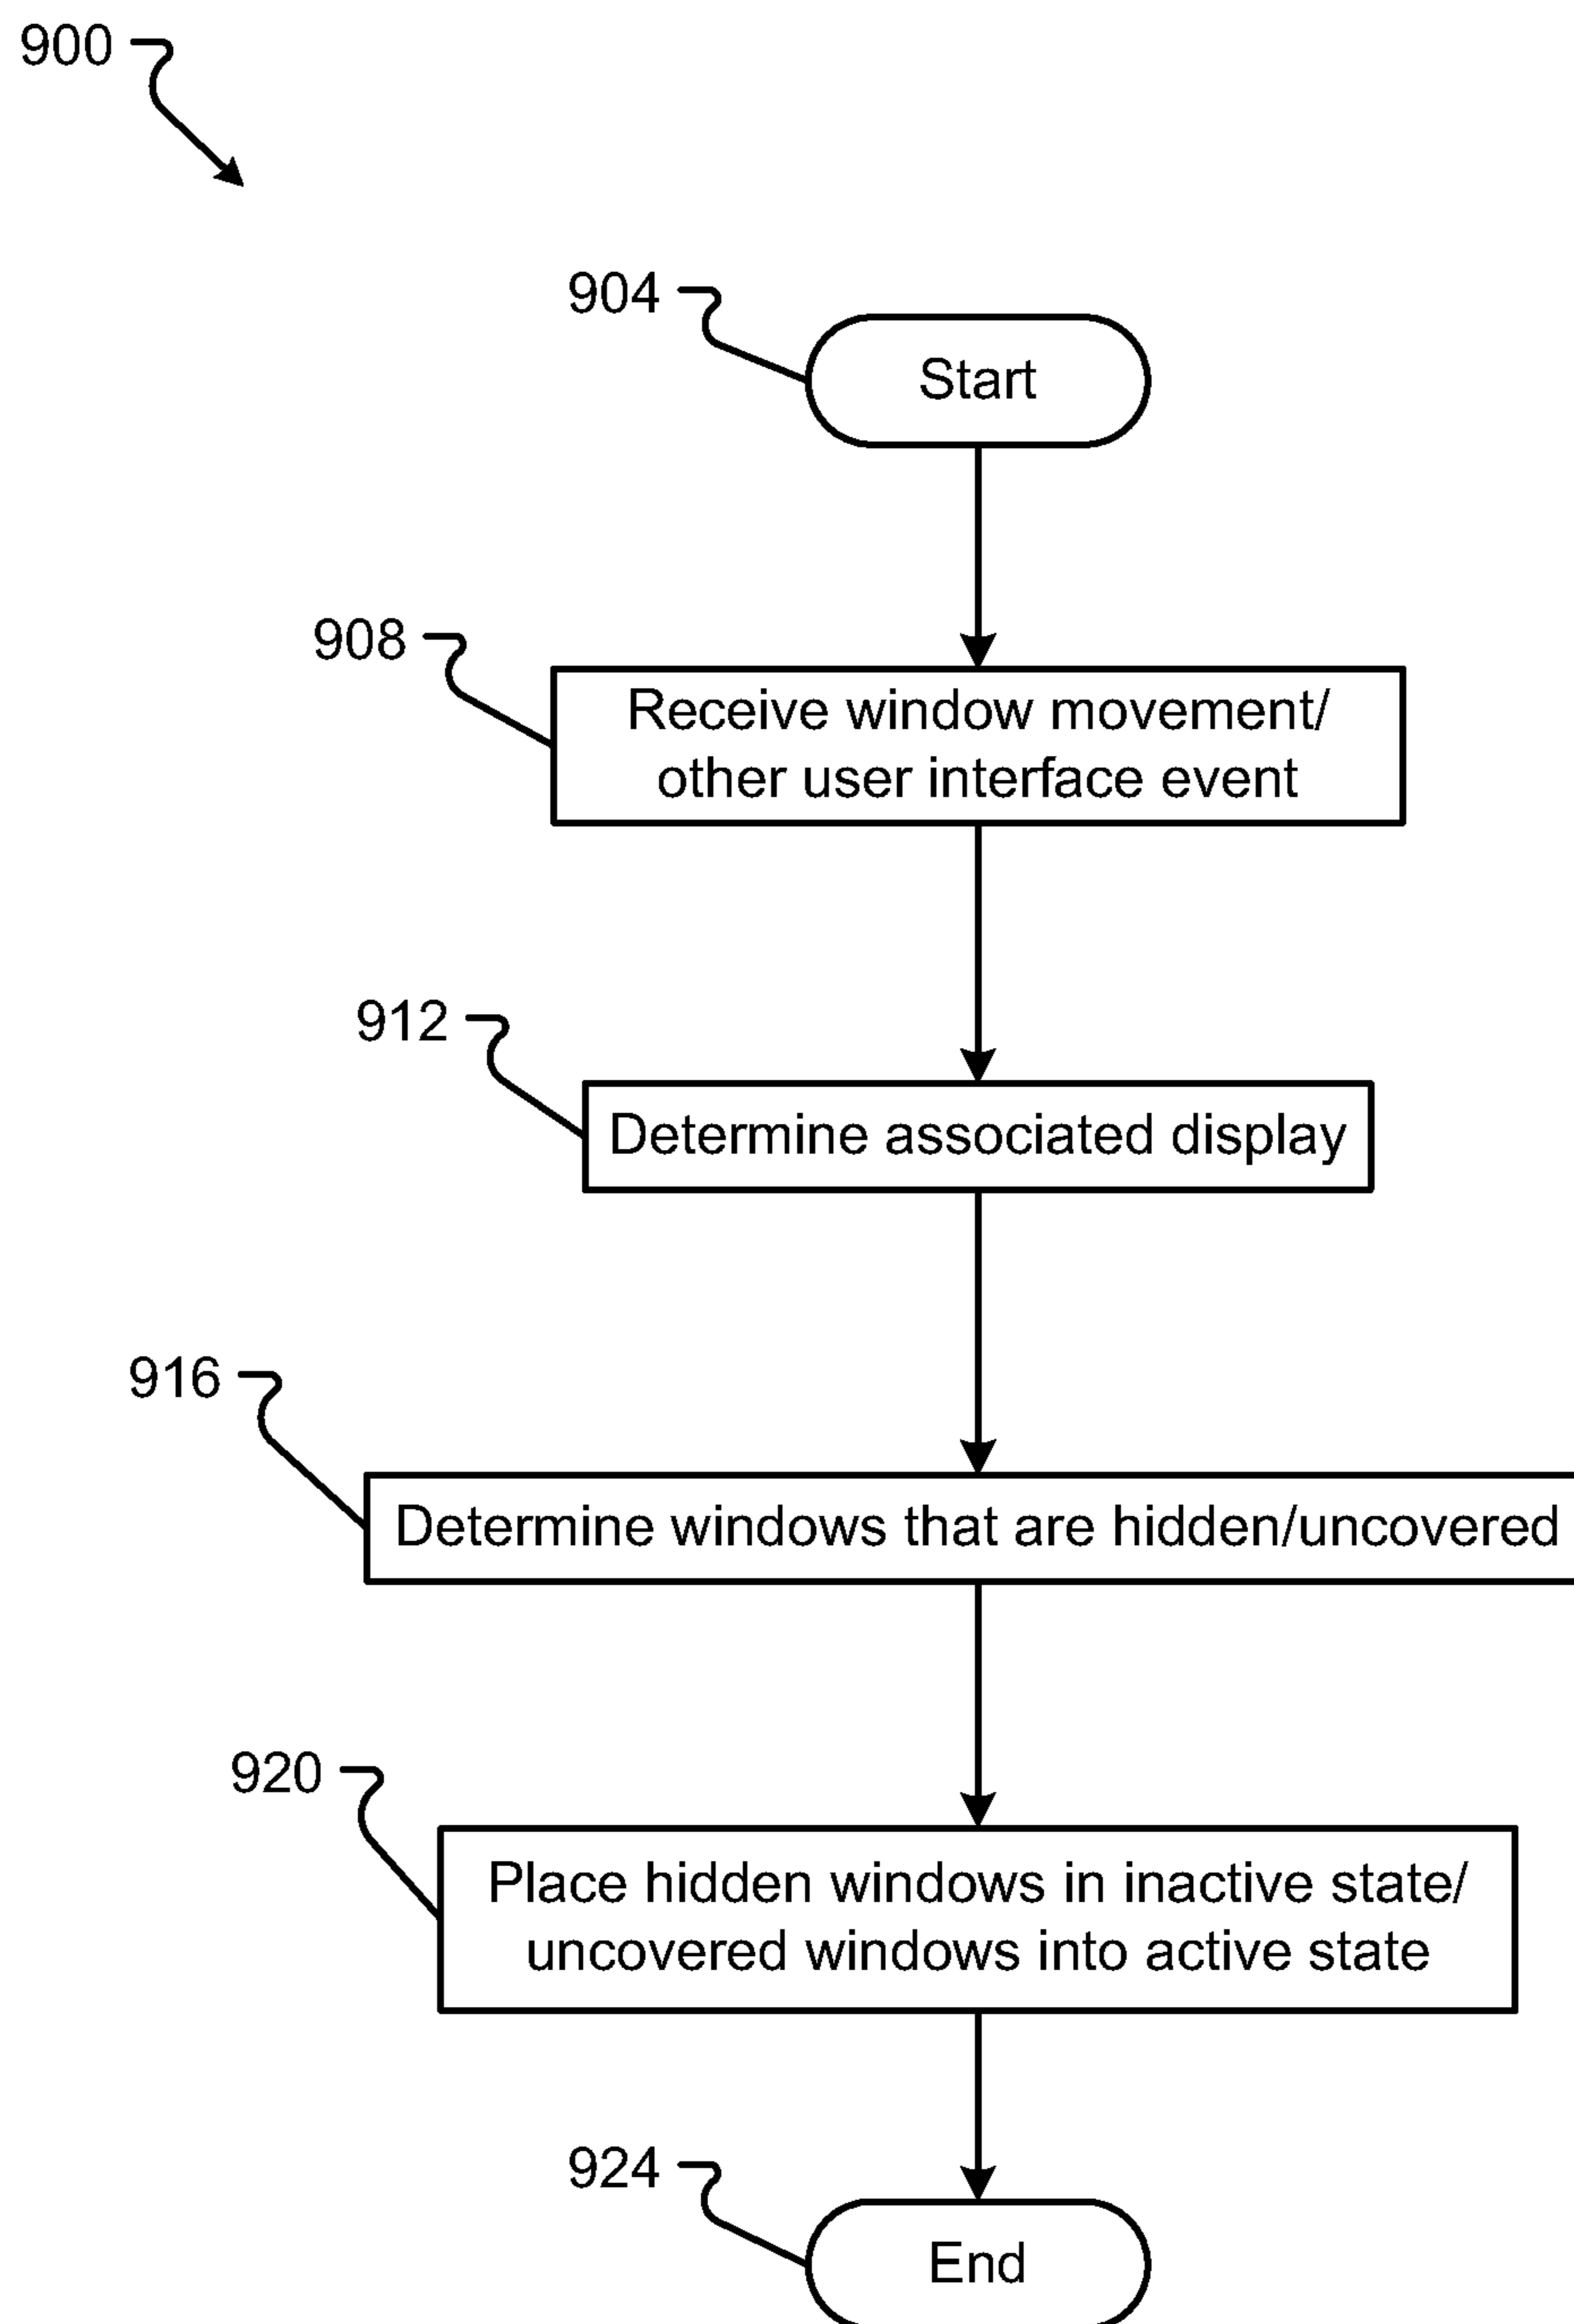 900
904
Start
908
Receive window movement/
other user interface event
912
Determine associated display
916
Determine windows that are hidden/uncovered
920
Place hidden windows in inactive state/
uncovered windows into active state
924
End